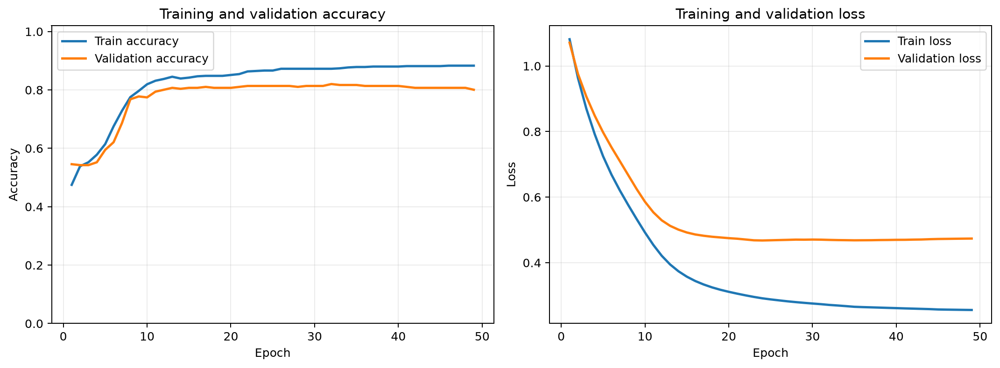 Training and validation accuracy
Train accuracy
Validation accuracy
Accuracy
1.0
0.8
0.6
0.4
0.2
0.0
0 10 20 30 40 50
Epoch
Training and validation loss
Train loss
Validation loss
Loss
1.0
0.8
0.6
0.4
0 10 20 30 40 50
Epoch